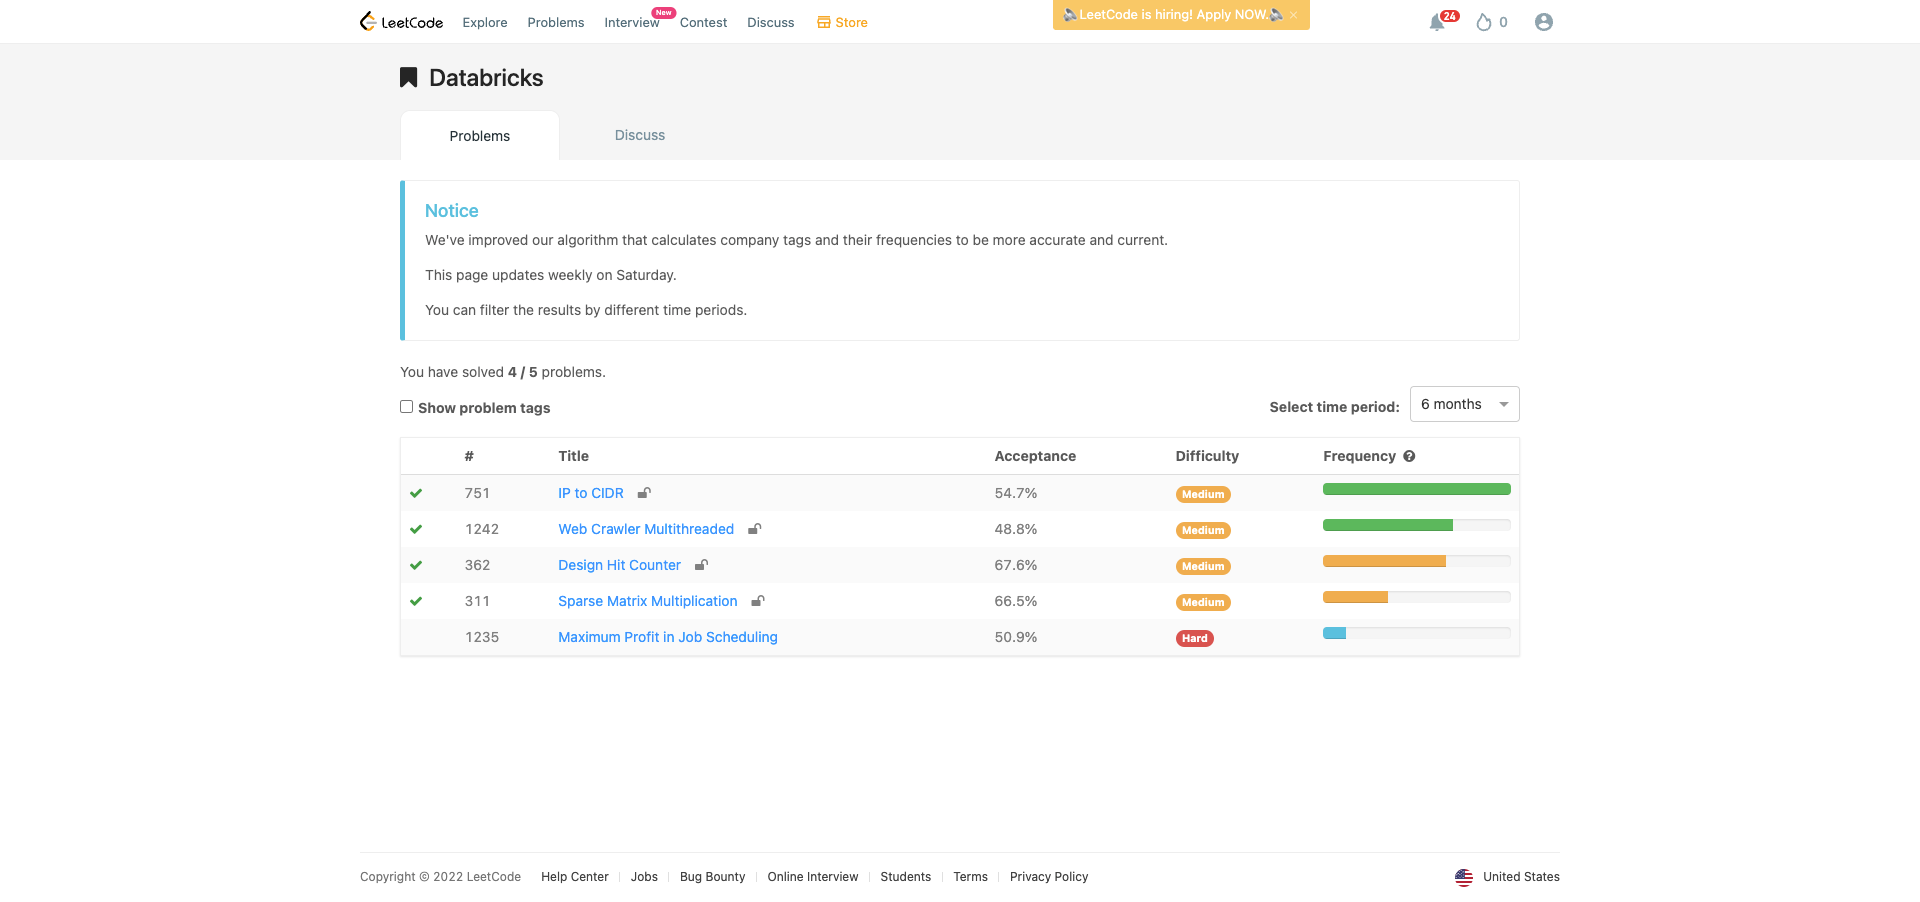 LeetCode Explore Problems Interview New Contest Discuss Store LeetCode is hiring! Apply NOW. × 24 0
Databricks
Problems Discuss
Notice
We've improved our algorithm that calculates company tags and their frequencies to be more accurate and current.
This page updates weekly on Saturday.
You can filter the results by different time periods.
You have solved 4 / 5 problems.
Show problem tags Select time period: 6 months
# Title Acceptance Difficulty Frequency ?
751 IP to CIDR 54.7% Medium
1242 Web Crawler Multithreaded 48.8% Medium
362 Design Hit Counter 67.6% Medium
311 Sparse Matrix Multiplication 66.5% Medium
1235 Maximum Profit in Job Scheduling 50.9% Hard
Copyright © 2022 LeetCode Help Center Jobs Bug Bounty Online Interview Students Terms Privacy Policy United States